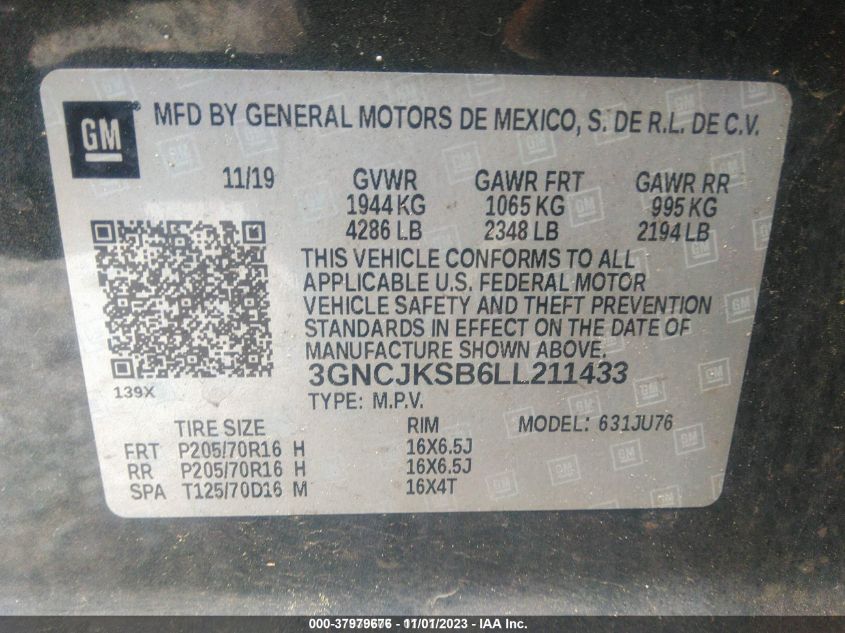 GM
MFD BY GENERAL MOTORS DE MEXICO, S. DE R.L. DE C.V.
11/19 GVWR GAWR FRT GAWR RR
1944 KG 1065 KG 995 KG
4286 LB 2348 LB 2194 LB
THIS VEHICLE CONFORMS TO ALL
APPLICABLE U.S. FEDERAL MOTOR
VEHICLE SAFETY AND THEFT PREVENTION
STANDARDS IN EFFECT ON THE DATE OF
MANUFACTURE SHOWN ABOVE.
139X 3GNCJKSB6LL211433
TYPE: M.P.V.
TIRE SIZE RIM MODEL: 631JU76
FRT P205/70R16 H 16X6.5J
RR P205/70R16 H 16X6.5J
SPA T125/70D16 M 16X4T
000-37979676 - 11/01/2023 - IAA Inc.